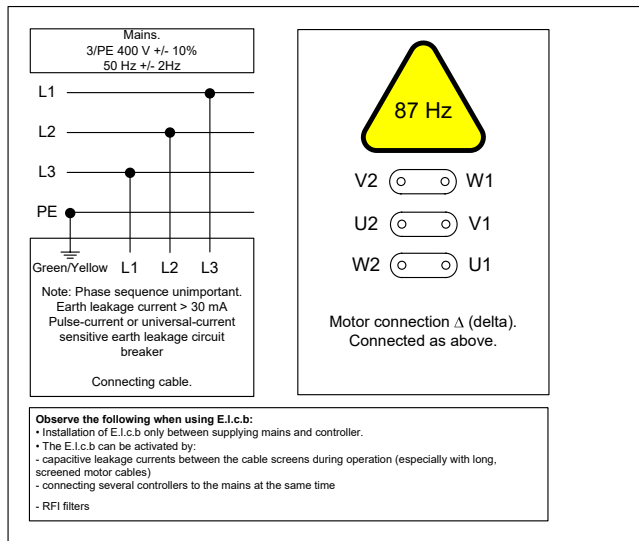 Mains.
3/PE 400 V +/- 10%
50 Hz +/- 2Hz
L1
L2
L3
PE
Green/Yellow L1 L2 L3
Note: Phase sequence unimportant.
Earth leakage current > 30 mA
Pulse-current or universal-current
sensitive earth leakage circuit
breaker
Connecting cable.
87 Hz
V2 W1
U2 V1
W2 U1
Motor connection Δ (delta).
Connected as above.
Observe the following when using E.l.c.b:
• Installation of E.l.c.b only between supplying mains and controller.
• The E.l.c.b can be activated by:
- capacitive leakage currents between the cable screens during operation (especially with long,
screened motor cables)
- connecting several controllers to the mains at the same time
- RFI filters